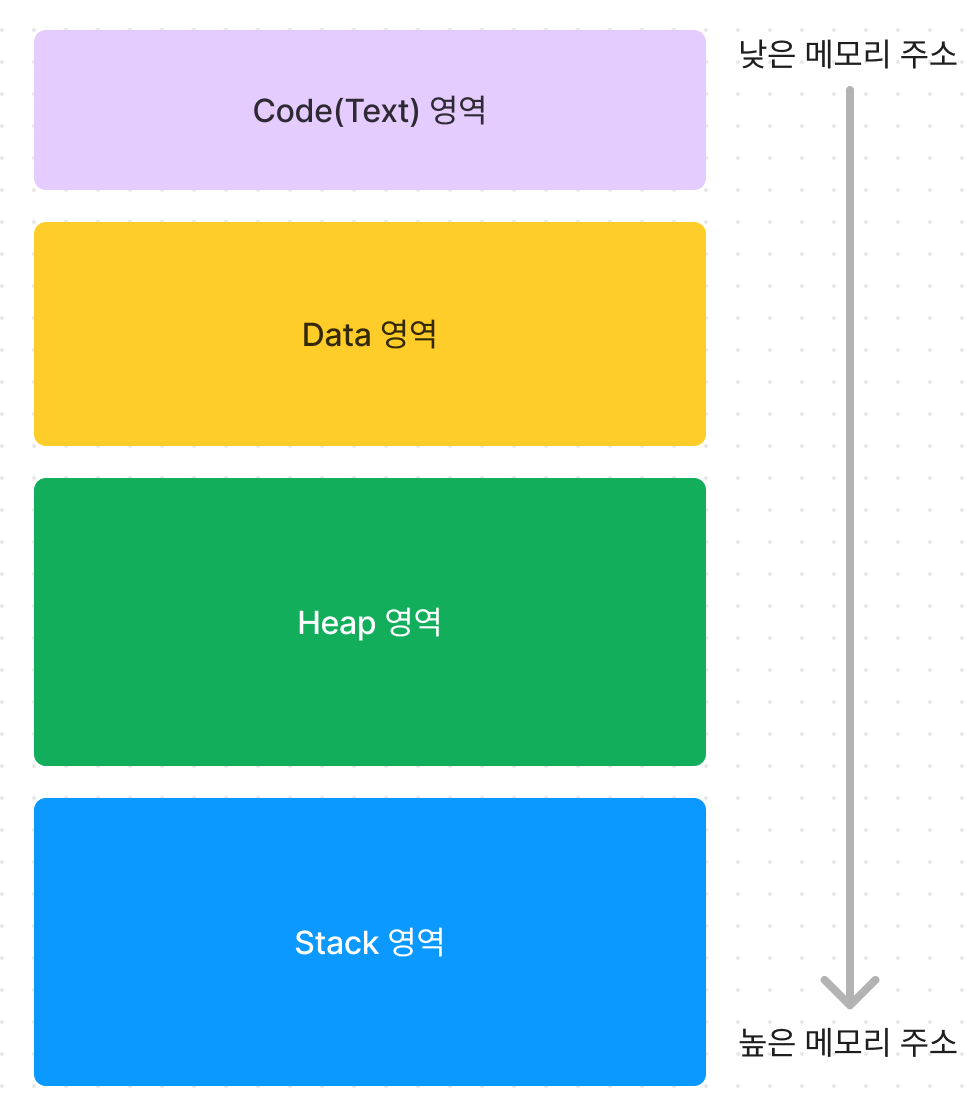 Code(Text) 영역
낮은 메모리 주소
Data 영역
Heap 영역
Stack 영역
높은 메모리 주소